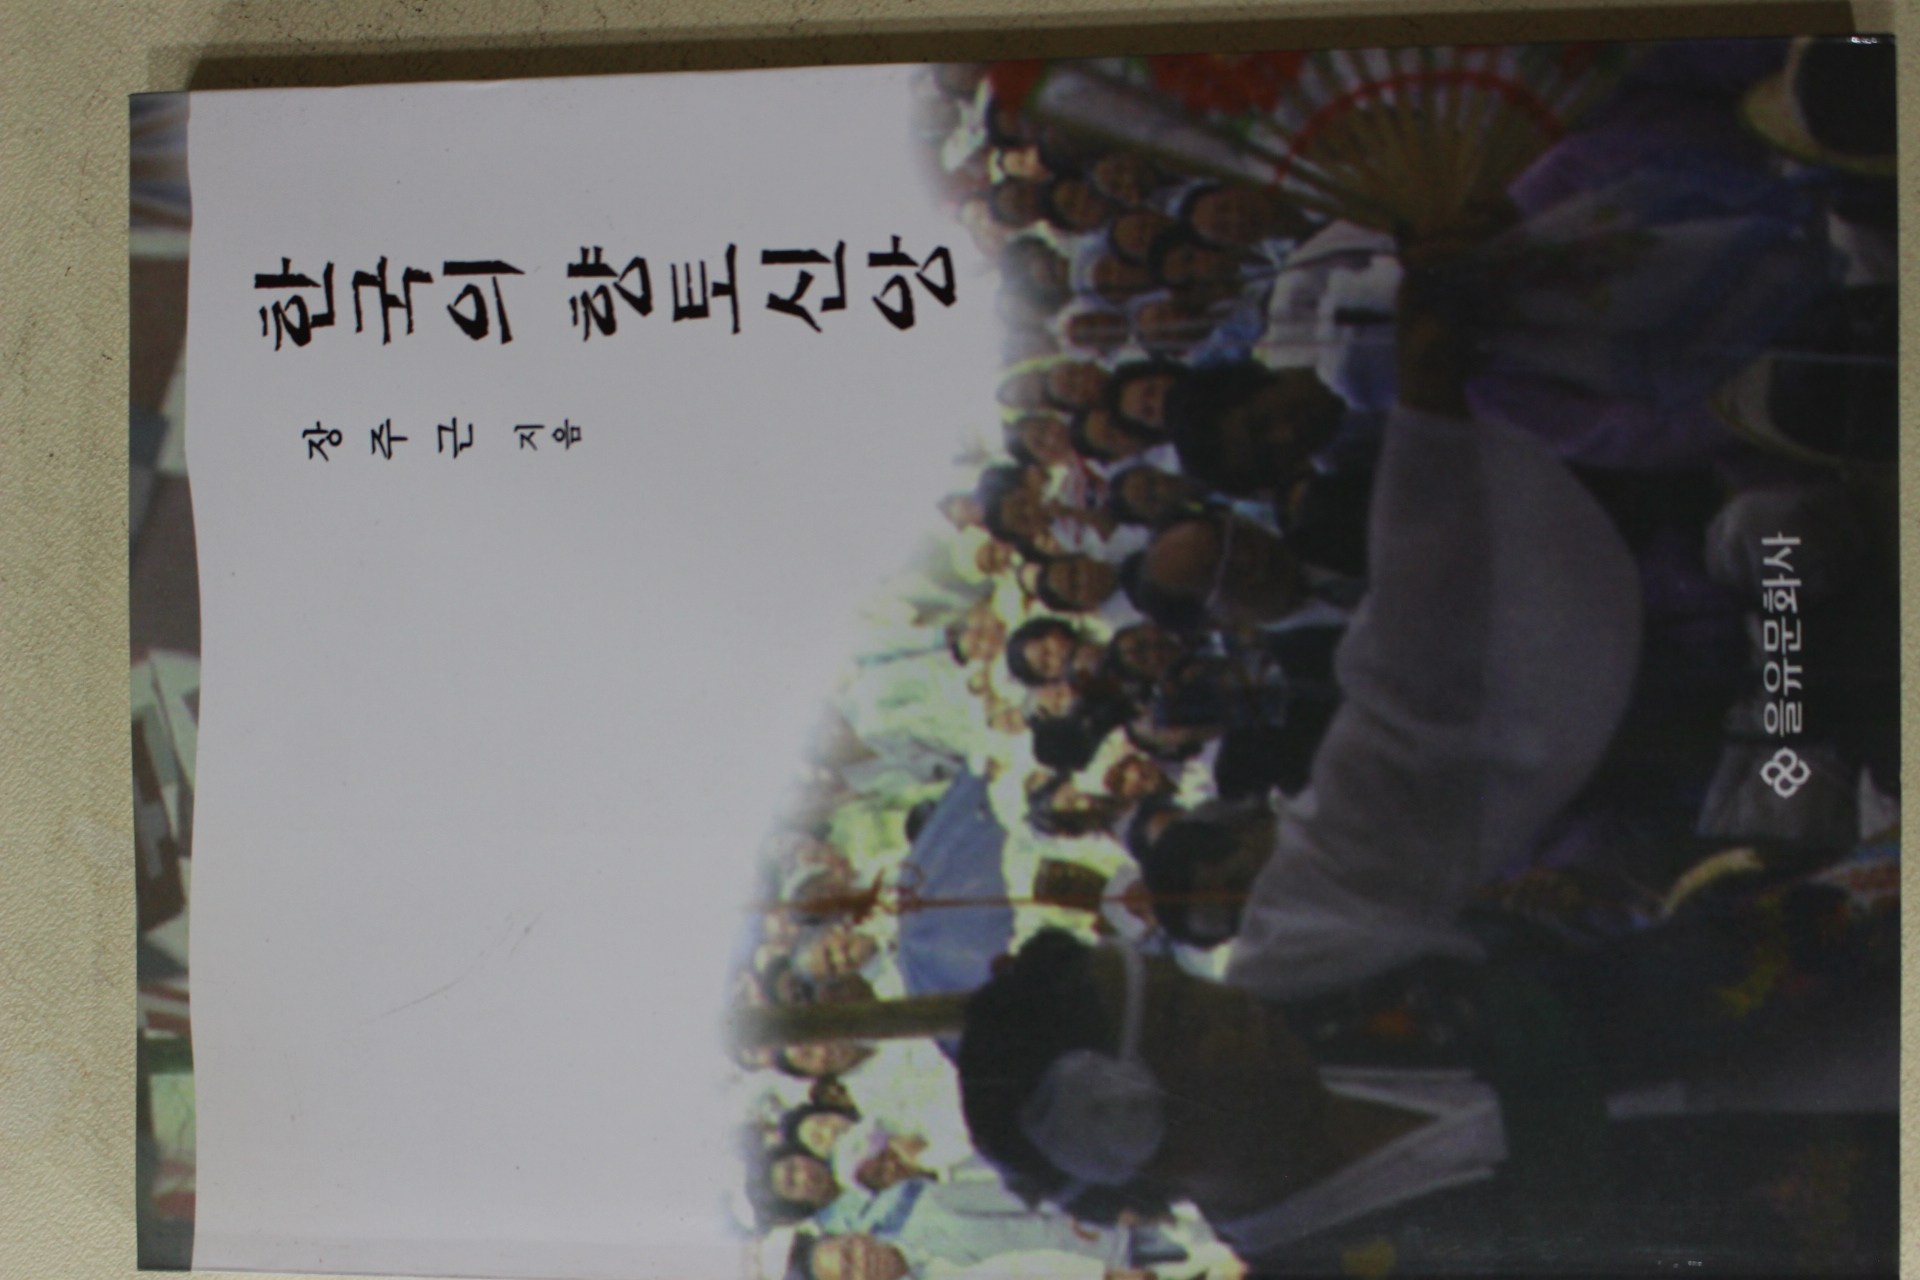 한국의 향토신앙
장주근 지음
을유문화사